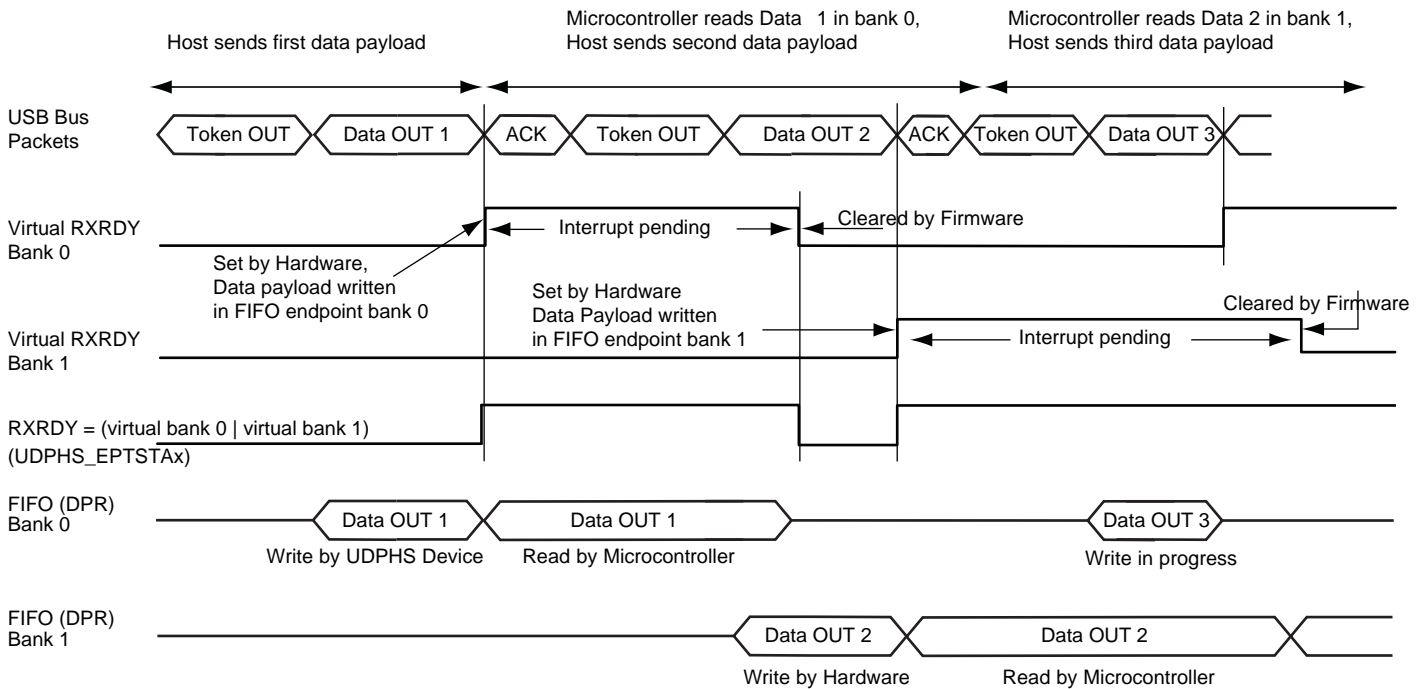 Host sends first data payload
Microcontroller reads Data 1 in bank 0,
Host sends second data payload
Microcontroller reads Data 2 in bank 1,
Host sends third data payload
USB Bus
Packets
Token OUT
Data OUT 1
ACK
Token OUT
Data OUT 2
ACK
Token OUT
Data OUT 3
Virtual RXRDY
Bank 0
Interrupt pending
Cleared by Firmware
Set by Hardware,
Data payload written
in FIFO endpoint bank 0
Set by Hardware
Data Payload written
in FIFO endpoint bank 1
Cleared by Firmware
Virtual RXRDY
Bank 1
Interrupt pending
RXRDY = (virtual bank 0 | virtual bank 1)
(UDPHS_EPTSTAx)
FIFO (DPR)
Bank 0
Data OUT 1
Data OUT 1
Data OUT 3
Write by UDPHS Device
Read by Microcontroller
Write in progress
FIFO (DPR)
Bank 1
Data OUT 2
Data OUT 2
Write by Hardware
Read by Microcontroller